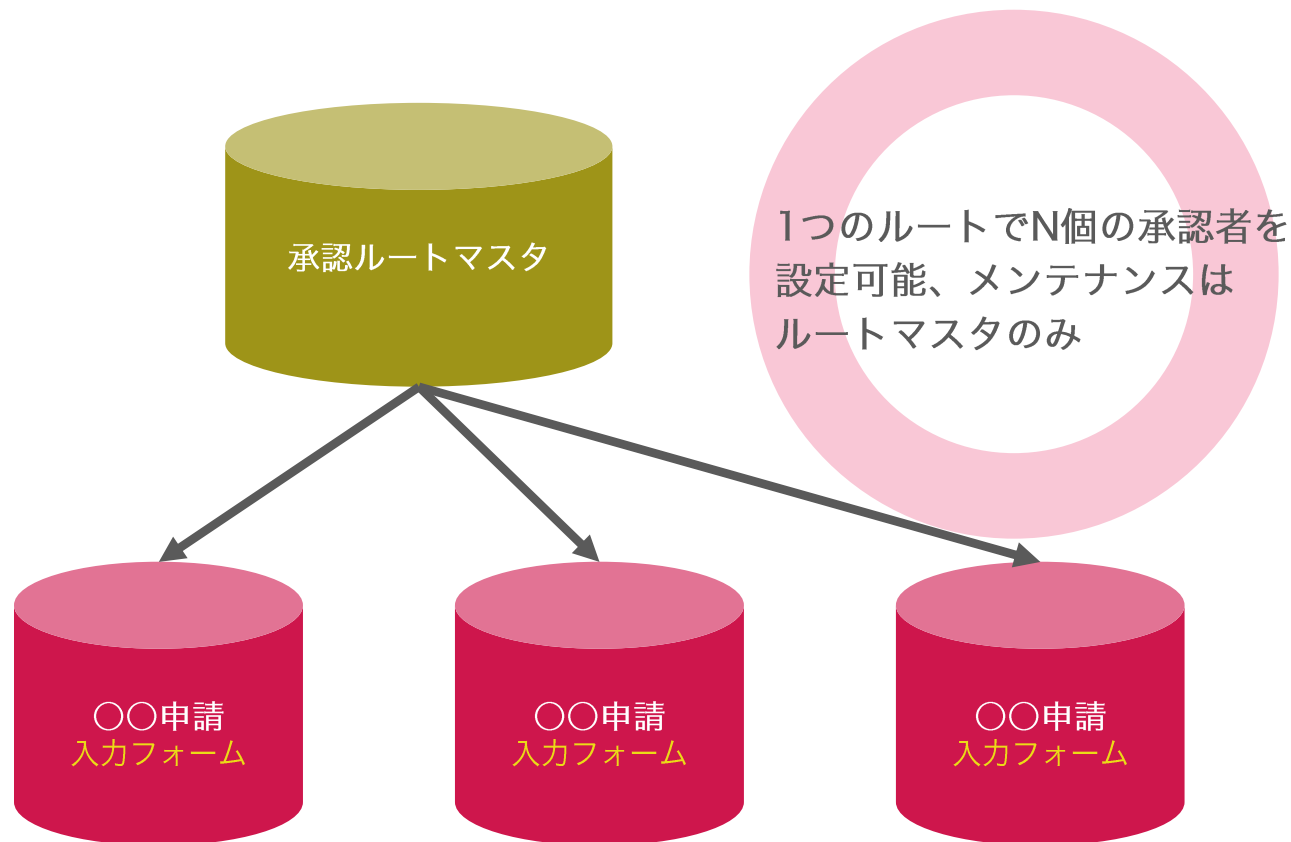 承認ルートマスタ
1つのルートでN個の承認者を
設定可能、メンテナンスは
ルートマスタのみ
〇〇申請
入力フォーム
〇〇申請
入力フォーム
〇〇申請
入力フォーム